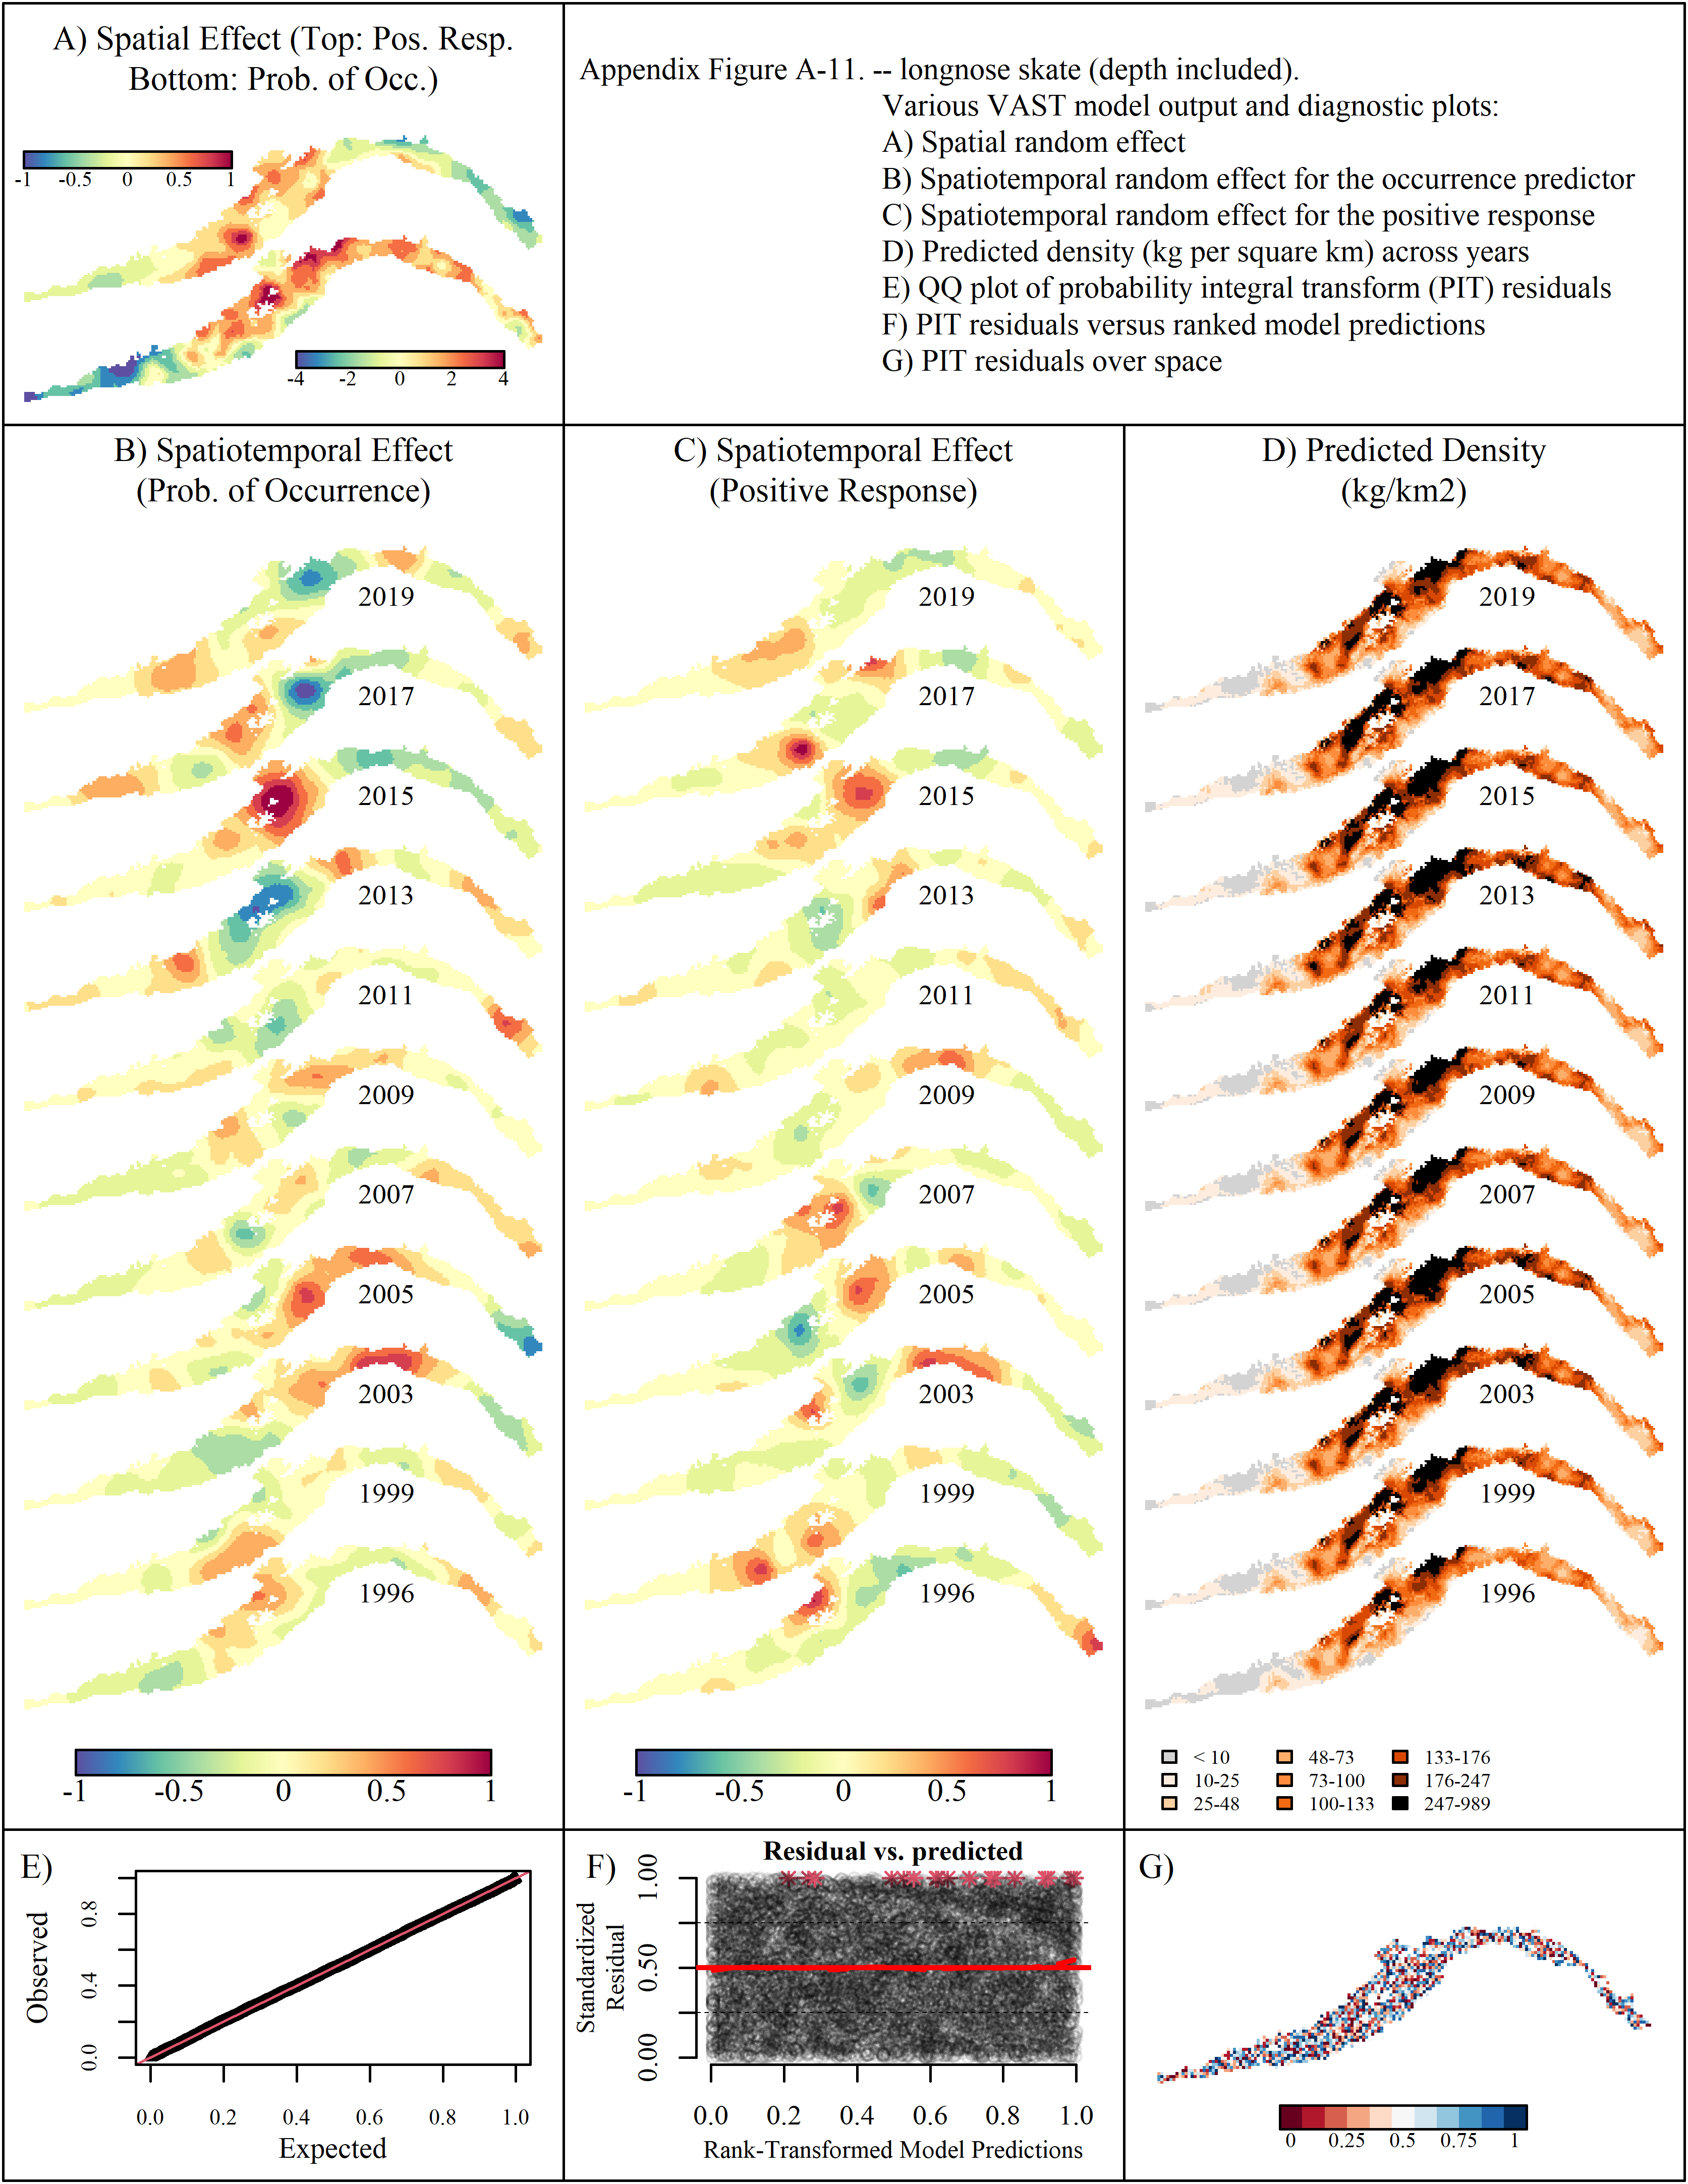 A) Spatial Effect (Top: Pos. Resp.
Bottom: Prob. of Occ.)
-1 -0.5 0 0.5 1
-4 -2 0 2 4
Appendix Figure A-11. -- longnose skate (depth included).
Various VAST model output and diagnostic plots:
A) Spatial random effect
B) Spatiotemporal random effect for the occurrence predictor
C) Spatiotemporal random effect for the positive response
D) Predicted density (kg per square km) across years
E) QQ plot of probability integral transform (PIT) residuals
F) PIT residuals versus ranked model predictions
G) PIT residuals over space
B) Spatiotemporal Effect
(Prob. of Occurrence)
2019
2017
2015
2013
2011
2009
2007
2005
2003
1999
1996
-1 -0.5 0 0.5 1
C) Spatiotemporal Effect
(Positive Response)
2019
2017
2015
2013
2011
2009
2007
2005
2003
1999
1996
-1 -0.5 0 0.5 1
D) Predicted Density
(kg/km2)
2019
2017
2015
2013
2011
2009
2007
2005
2003
1999
1996
< 10 48-73 133-176
10-25 73-100 176-247
25-48 100-133 247-989
E)
Observed
0.0 0.4 0.8
0.0 0.2 0.4 0.6 0.8 1.0
Expected
F)
Residual vs. predicted
Standardized
Residual
0.00 0.50 1.00
0.0 0.2 0.4 0.6 0.8 1.0
Rank-Transformed Model Predictions
G)
0 0.25 0.5 0.75 1